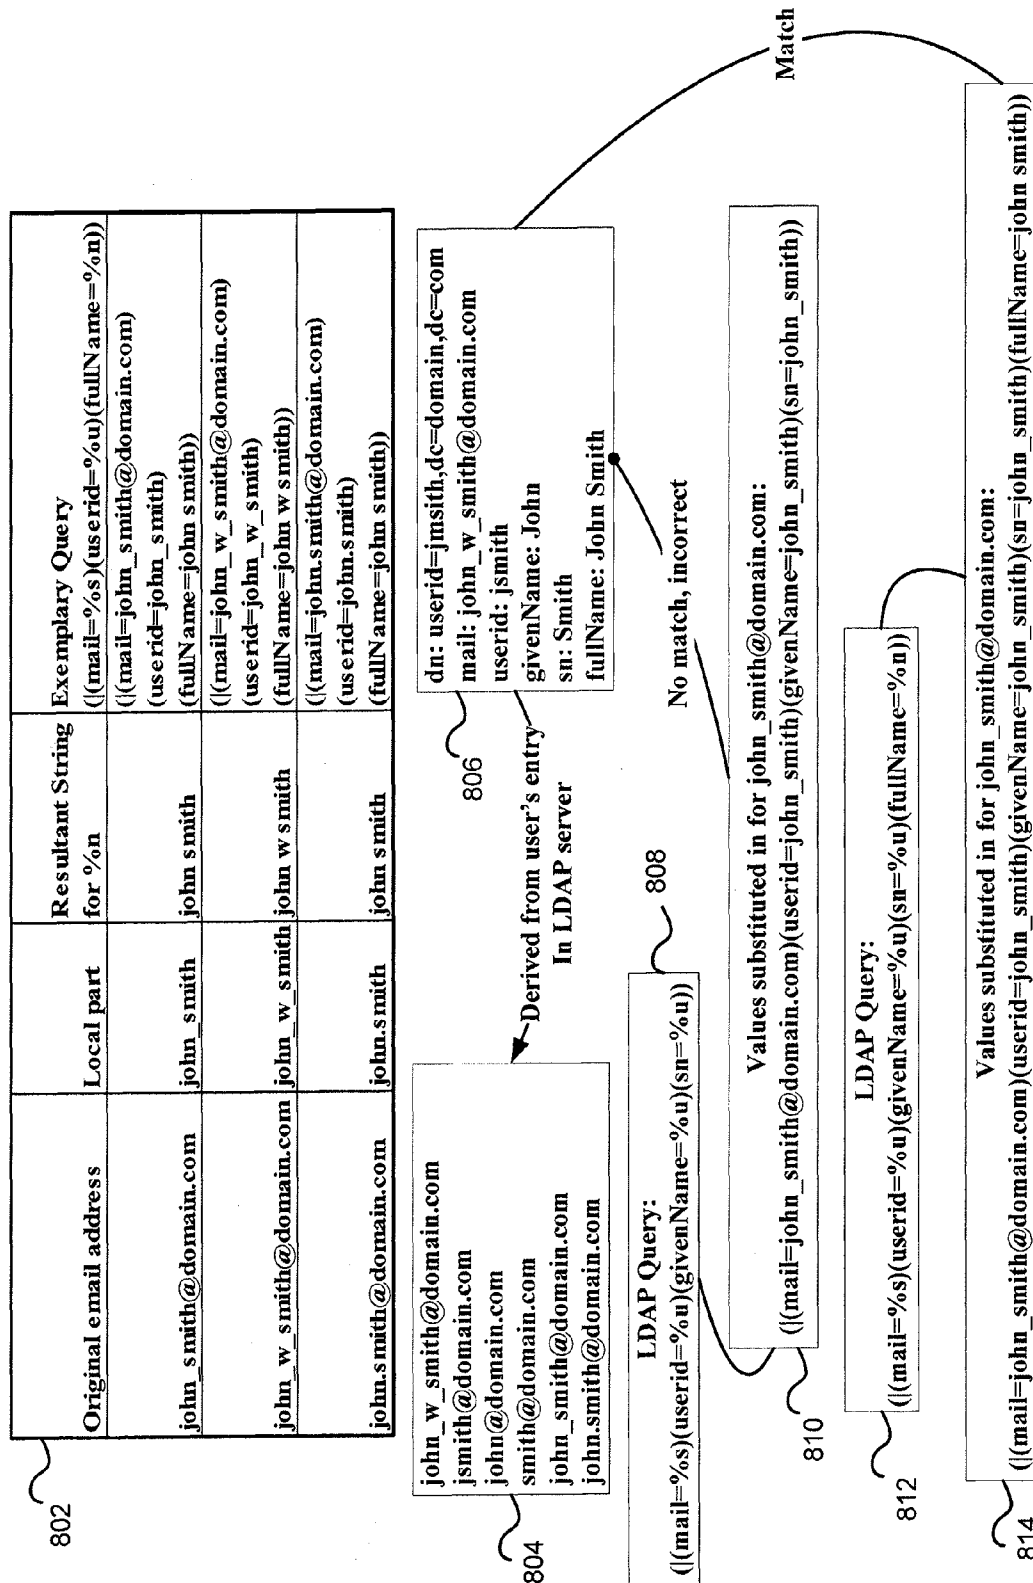 802
Original email address
Local part
Resultant String
for %n
Exemplary Query
(|(mail=%s)(userid=%u)(fullName=%n))
john_smith@domain.com
john_smith
john smith
(|(mail=john_smith@domain.com)
(userid=john_smith)
(fullName=john smith))
john_w_smith@domain.com
john_w_smith
john w smith
(|(mail=john_w_smith@domain.com)
(userid=john_w_smith)
(fullName=john w smith))
john.smith@domain.com
john.smith
john smith
(|(mail=john.smith@domain.com)
(userid=john.smith)
(fullName=john smith))
804
john_w_smith@domain.com
jsmith@domain.com
john@domain.com
smith@domain.com
john_smith@domain.com
john.smith@domain.com
Derived from user's entry
In LDAP server
806
dn: userid=jmsith,dc=domain,dc=com
mail: john_w_smith@domain.com
userid: jsmith
givenName: John
sn: Smith
fullName: John Smith
808
LDAP Query:
(|(mail=%s)(userid=%u)(givenName=%u)(sn=%u))
No match, incorrect
Match
810
Values substituted in for john_smith@domain.com:
(|(mail=john_smith@domain.com)(userid=john_smith)(givenName=john_smith)(sn=john_smith))
812
LDAP Query:
(|(mail=%s)(userid=%u)(givenName=%u)(sn=%u)(fullName=%n))
814
Values substituted in for john_smith@domain.com:
(|(mail=john_smith@domain.com)(userid=john_smith)(givenName=john_smith)(sn=john_smith)(fullName=john smith))